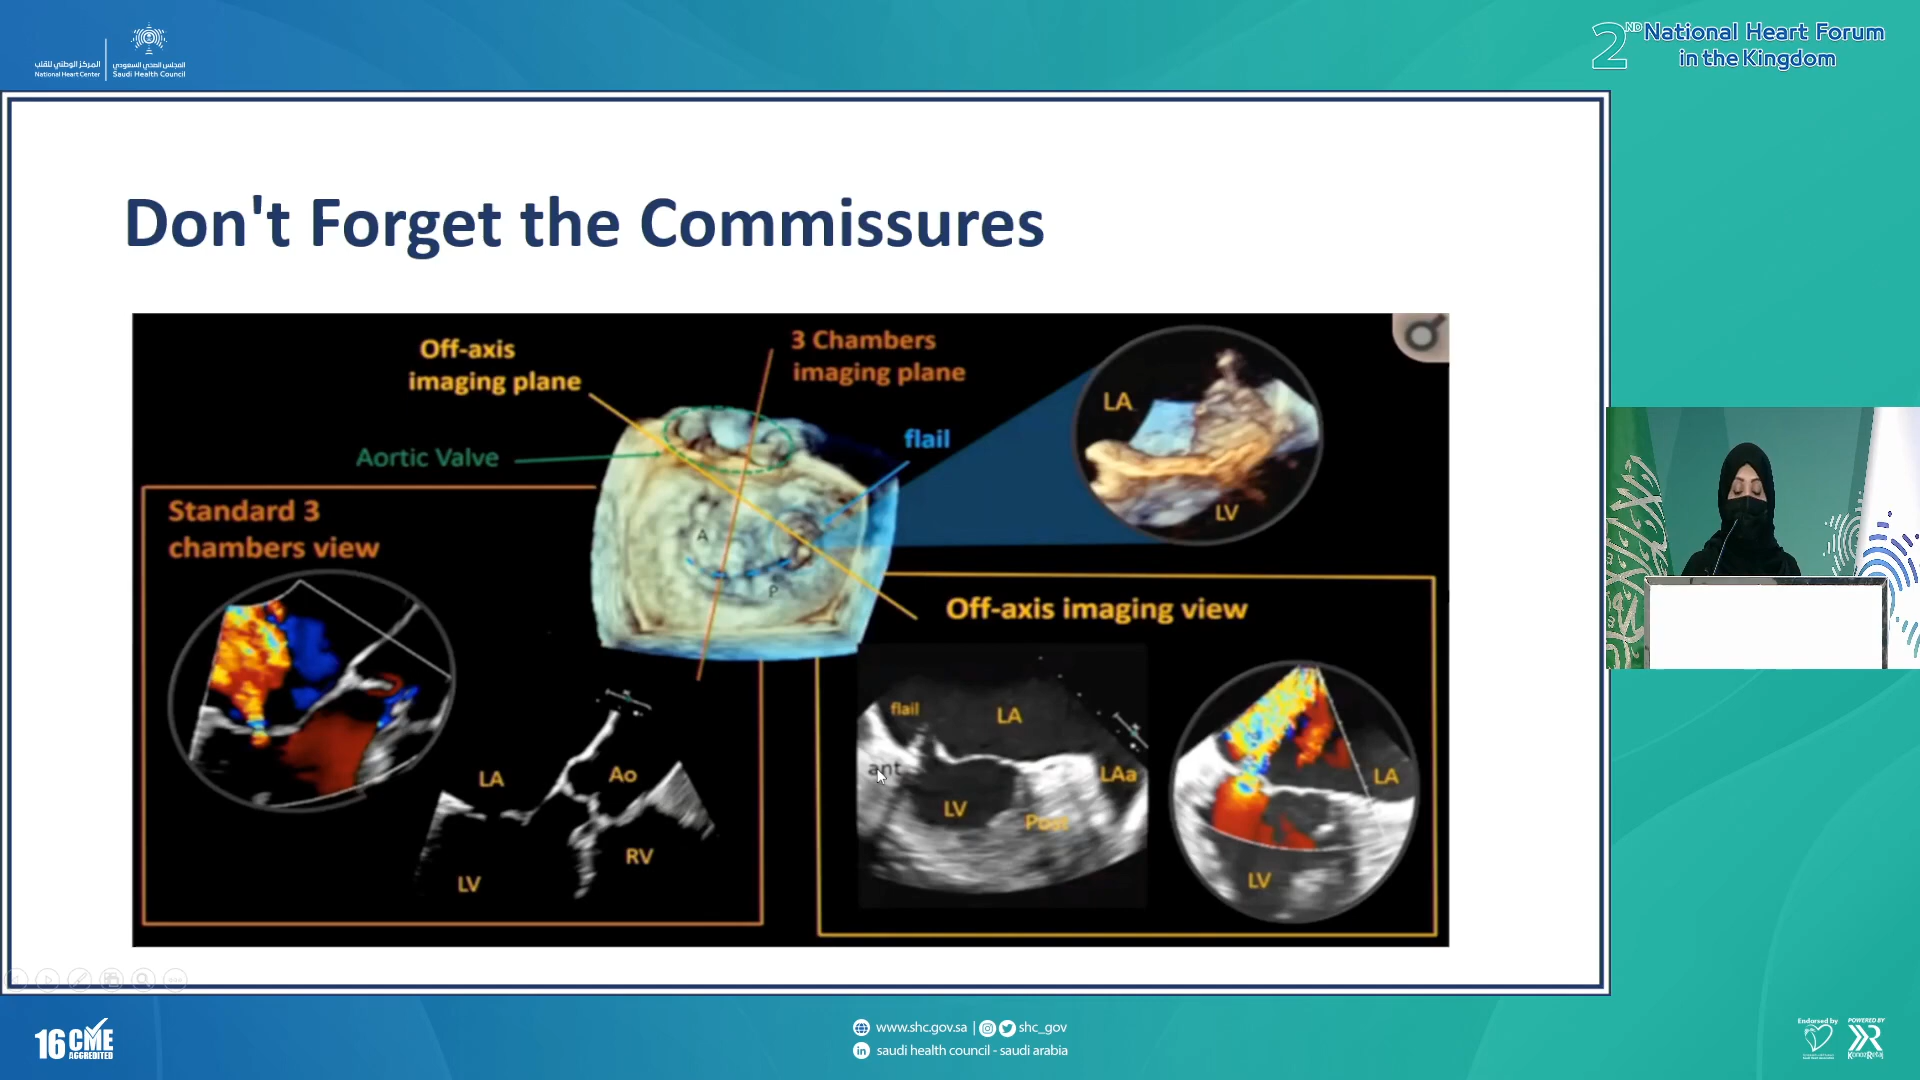 المركز الوطني للقلب
National Heart Center
المجلس الصحي السعودي
Saudi Health Council
2ND National Heart Forum
in the Kingdom
Don't Forget the Commissures
Off-axis
imaging plane
3 Chambers
imaging plane
Aortic Valve
flail
LA
LV
A
P
Standard 3
chambers view
LA
Ao
RV
LV
Off-axis imaging view
flail
LA
ant
LV
Post
LAa
LA
LV
16 CME
ACCREDITED
www.shc.gov.sa | shc_gov
saudi health council - saudi arabia
Endorsed by
POWERED BY
KonozRetaj